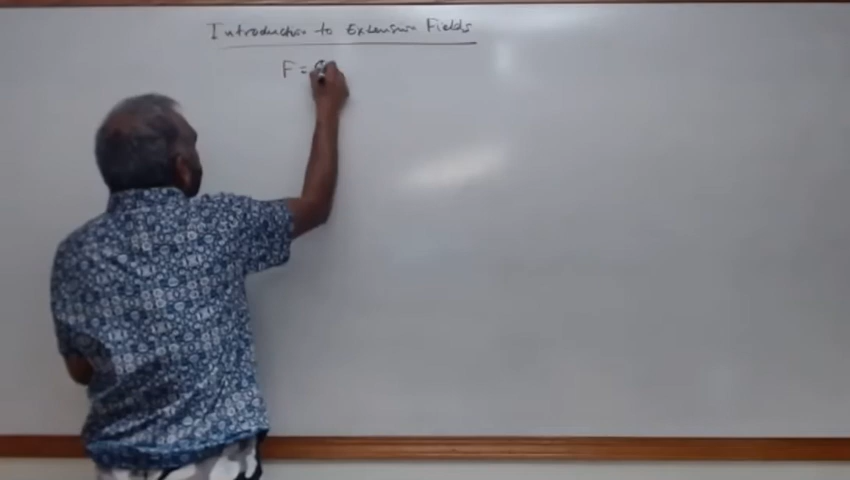 Introduction to Extension Fields
F =